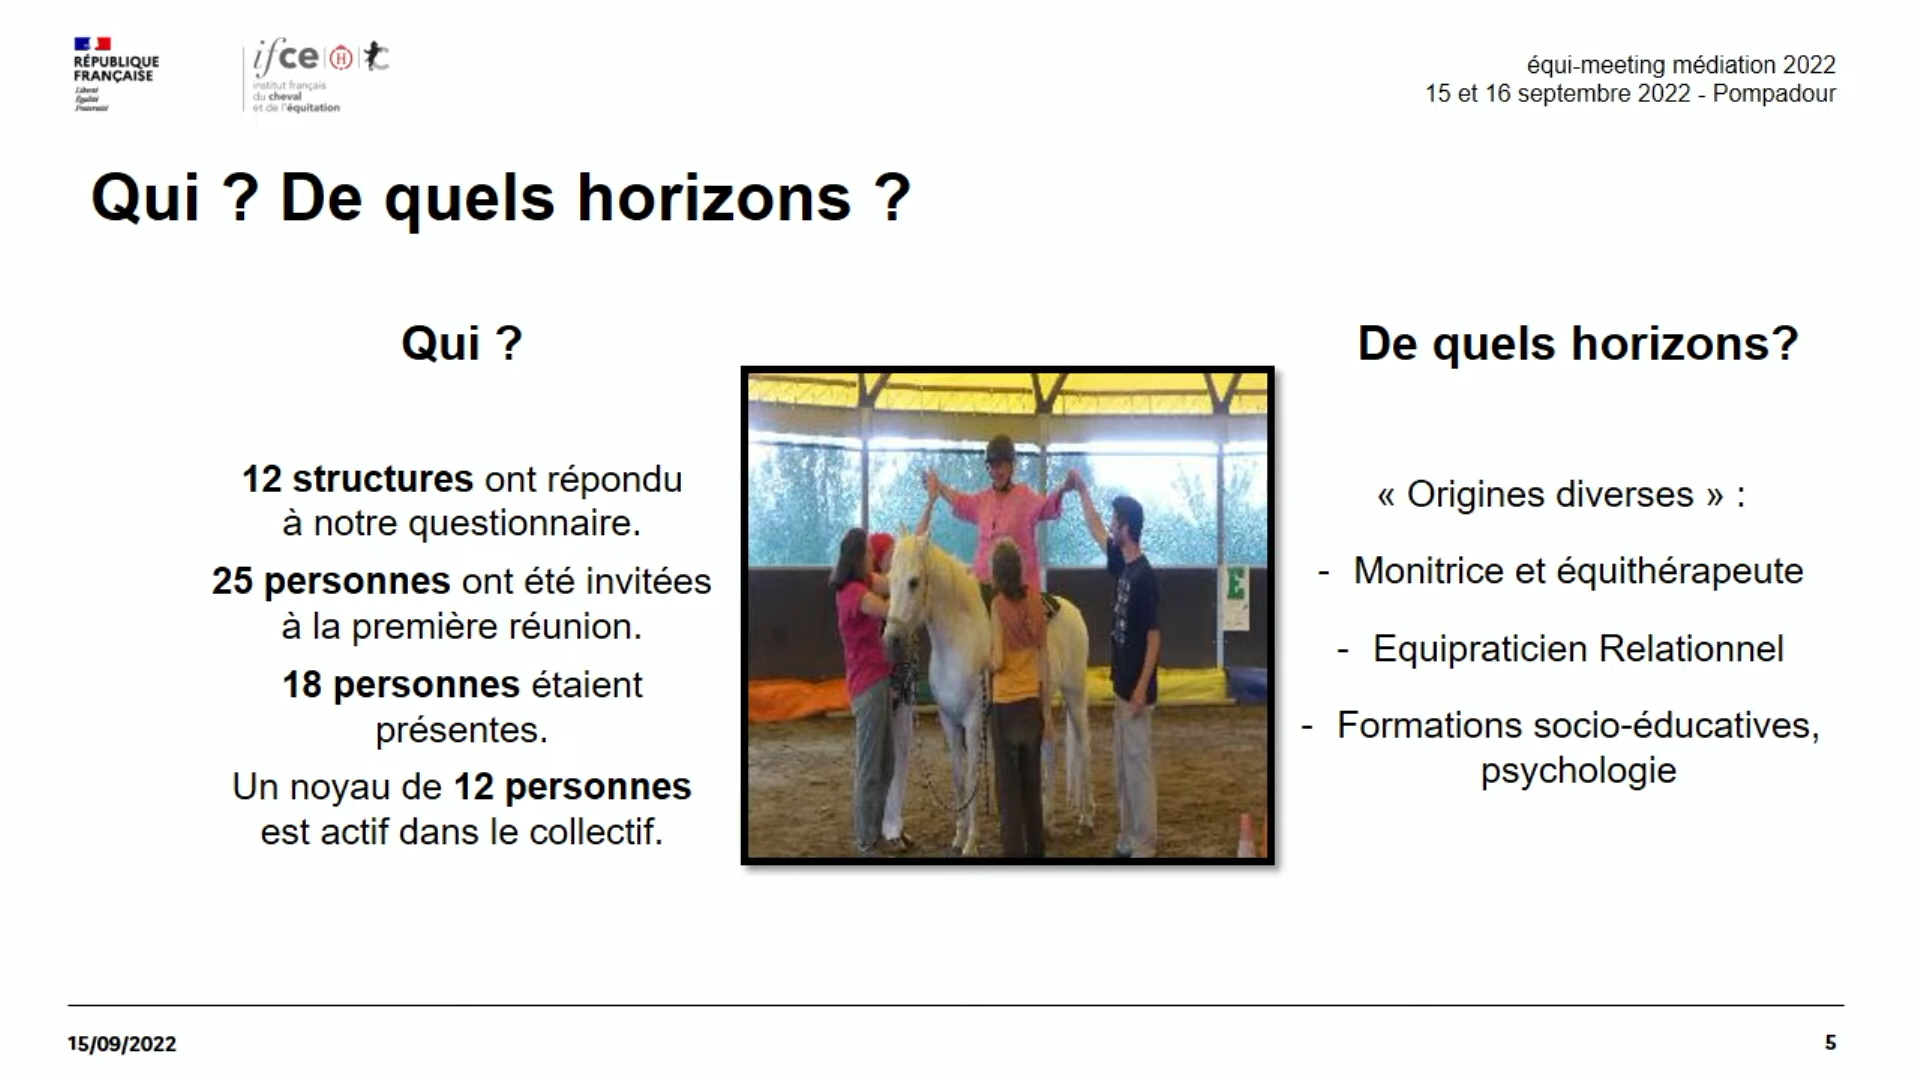 RÉPUBLIQUE
FRANÇAISE
Liberté
Égalité
Fraternité
ifce
H
institut français
du cheval
et de l'équitation
équi-meeting médiation 2022
15 et 16 septembre 2022 - Pompadour
Qui ? De quels horizons ?
Qui ?
12 structures ont répondu
à notre questionnaire.
25 personnes ont été invitées
à la première réunion.
18 personnes étaient
présentes.
Un noyau de 12 personnes
est actif dans le collectif.
E
De quels horizons?
« Origines diverses » :
- Monitrice et équithérapeute
- Equipraticien Relationnel
- Formations socio-éducatives,
psychologie
15/09/2022
5